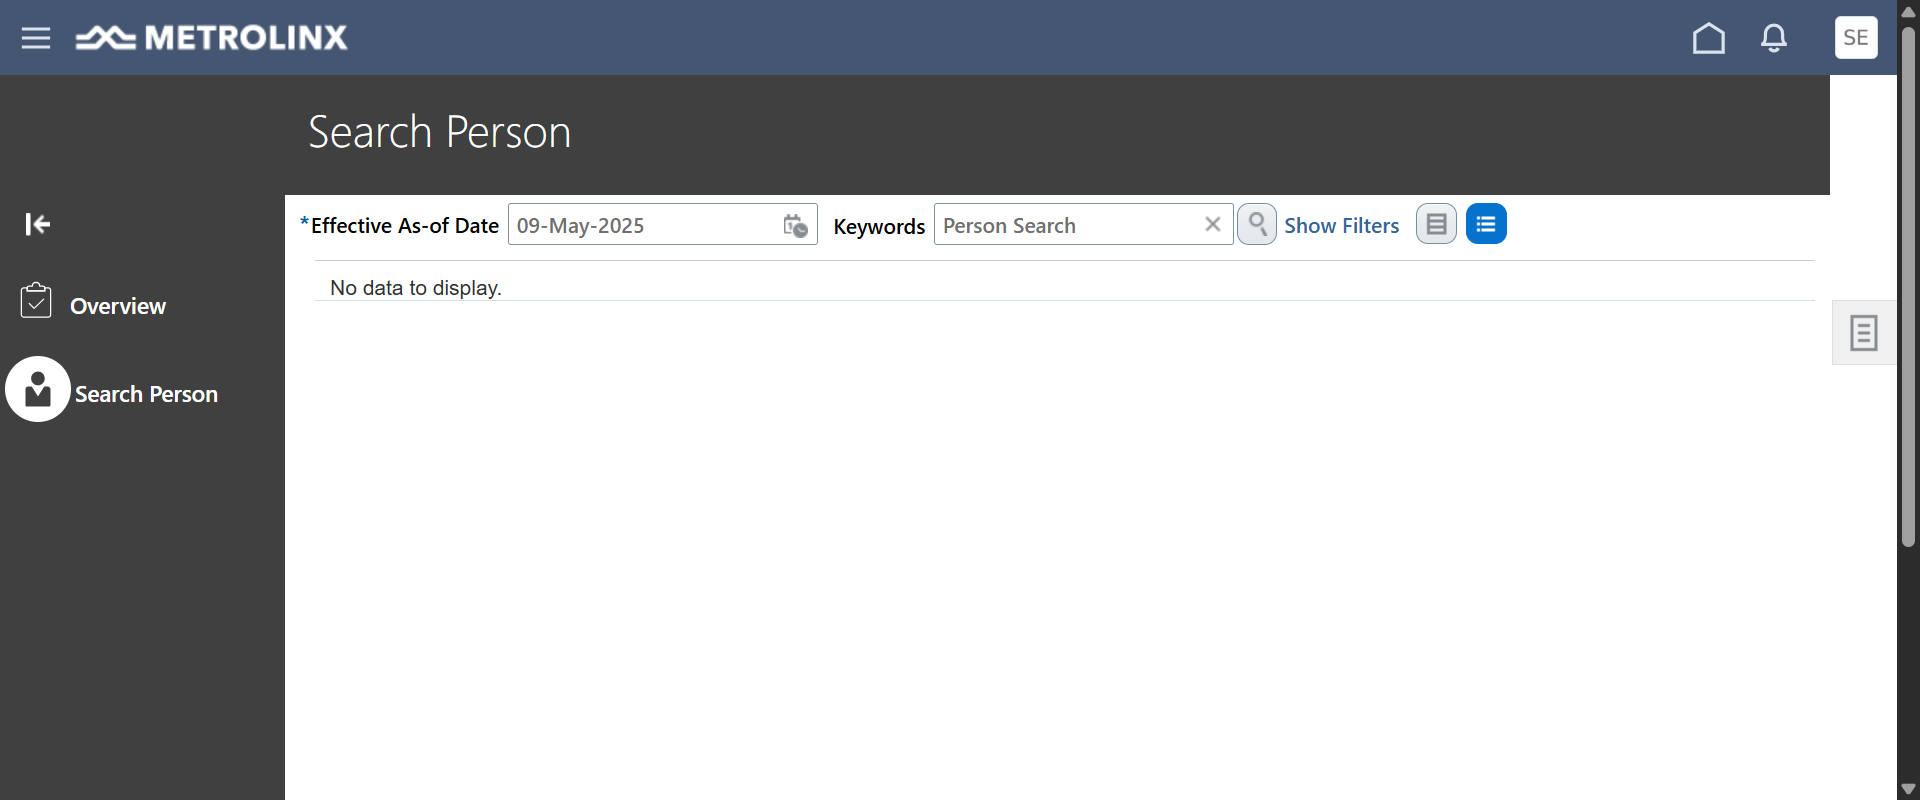 METROLINX
SE
Search Person
*Effective As-of Date 09-May-2025 Keywords Person Search Show Filters
No data to display.
Overview
Search Person